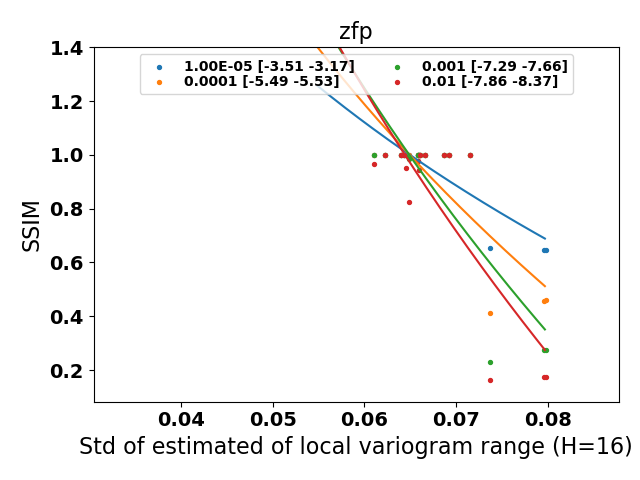 zfp
1.4
1.2
1.0
0.8
0.6
0.4
0.2
SSIM
1.00E-05 [-3.51 -3.17]
0.0001 [-5.49 -5.53]
0.001 [-7.29 -7.66]
0.01 [-7.86 -8.37]
0.04 0.05 0.06 0.07 0.08
Std of estimated of local variogram range (H=16)